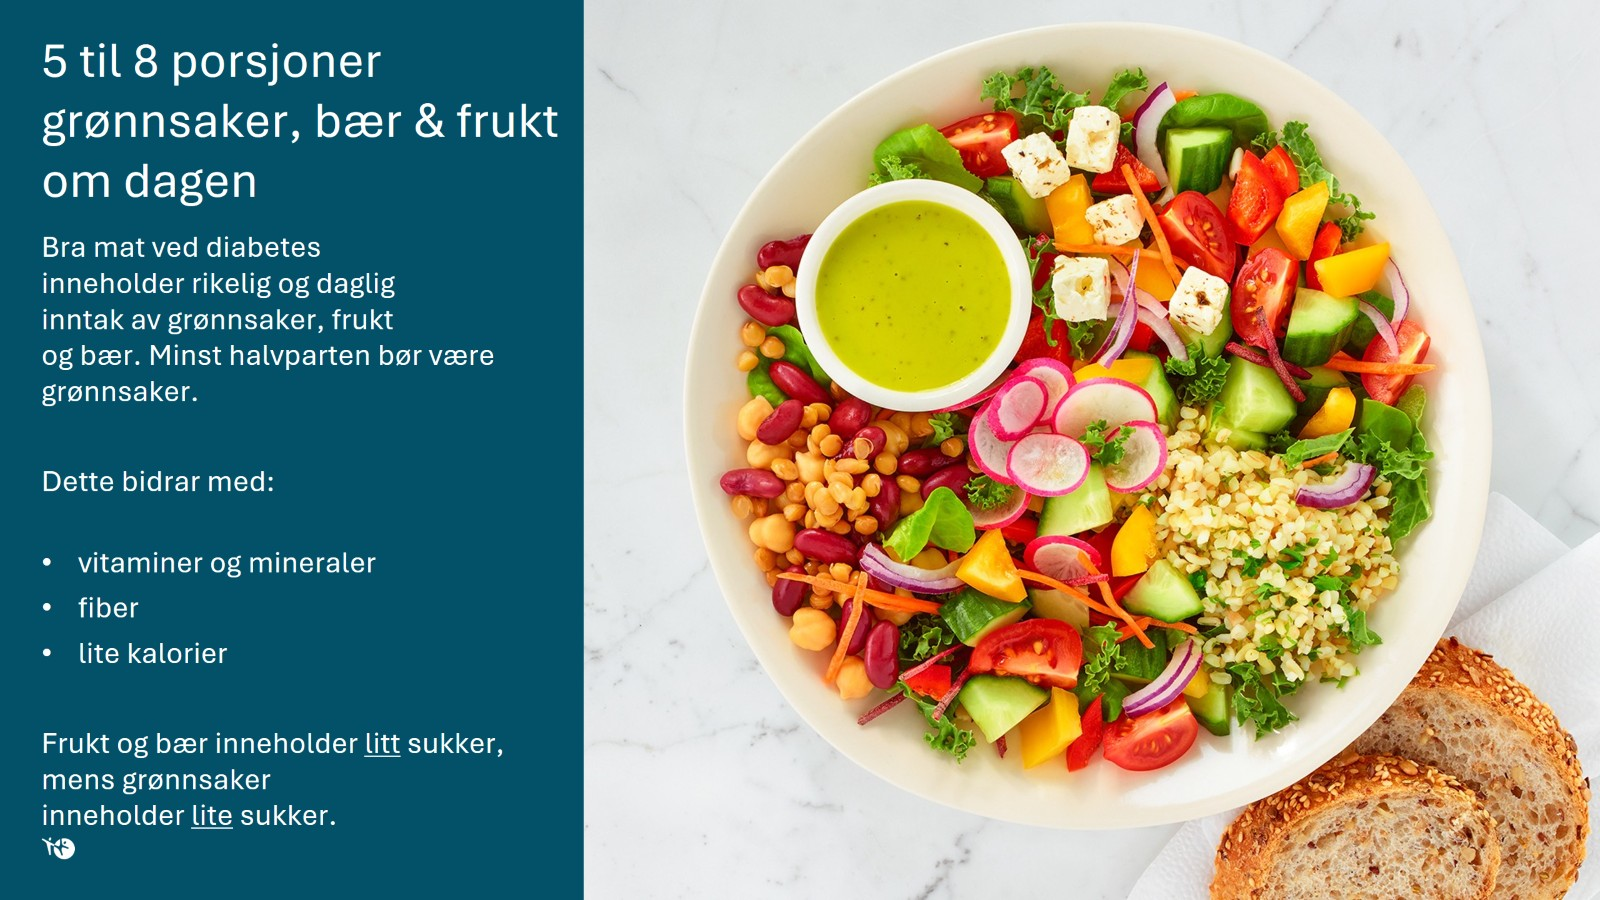 5 til 8 porsjoner
grønnsaker, bær & frukt
om dagen
Bra mat ved diabetes
inneholder rikelig og daglig
inntak av grønnsaker, frukt
og bær. Minst halvparten bør være
grønnsaker.
Dette bidrar med:
• vitaminer og mineraler
• fiber
• lite kalorier
Frukt og bær inneholder litt sukker,
mens grønnsaker
inneholder lite sukker.